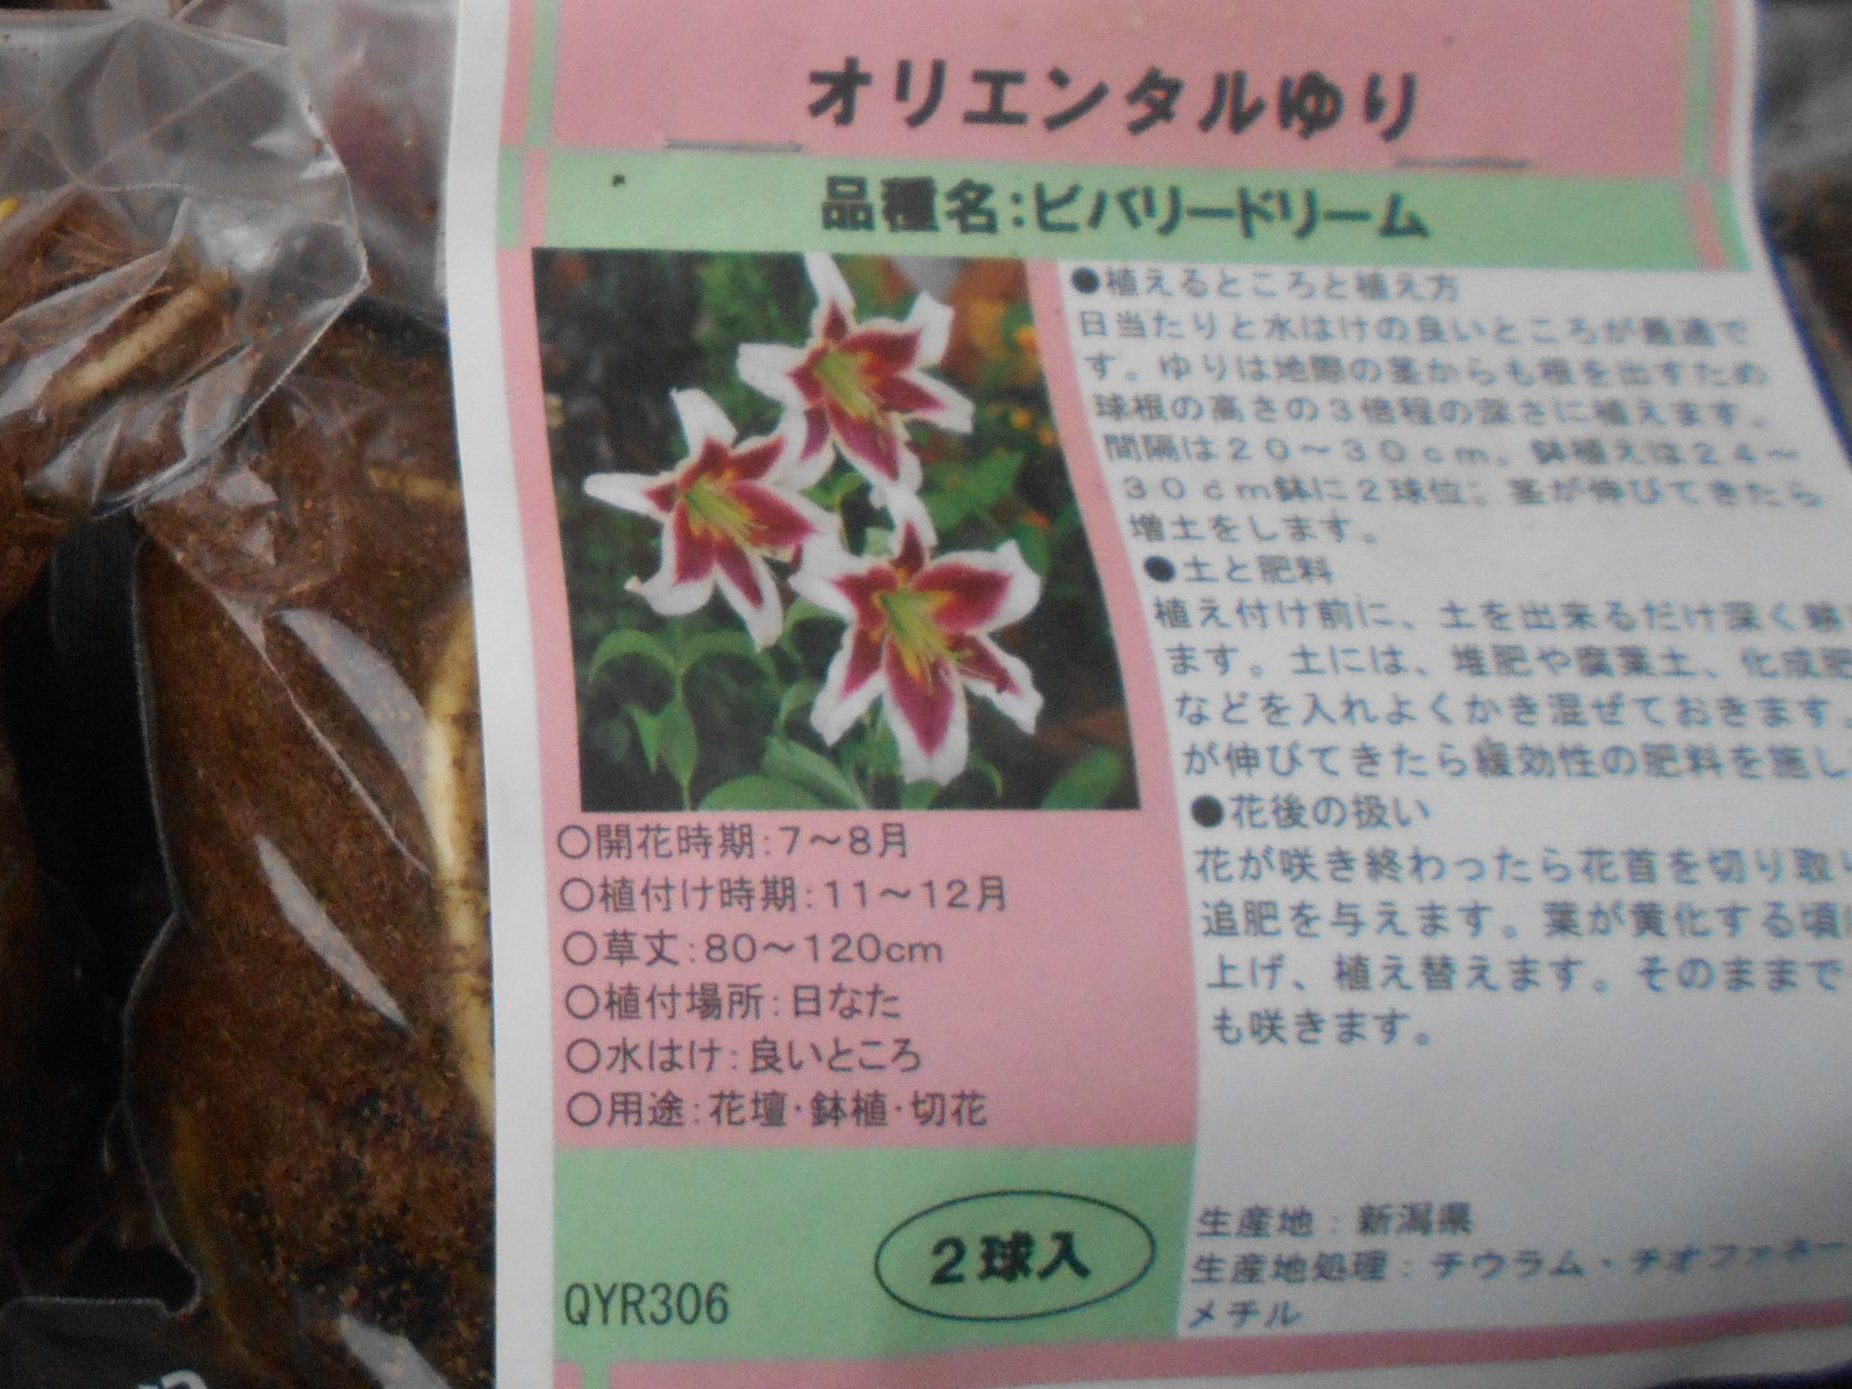 オリエンタルゆり
品種名:ビバリードリーム
●植えるところと植え方
日当たりと水はけの良いところが最適で
す。ゆりは地際の茎からも根を出すため
球根の高さの3倍程の深さに植えます。
間隔は20～30cm。鉢植えは24～
30cm鉢に2球位。茎が伸びてきたら
増土をします。
●土と肥料
植え付け前に、土を出来るだけ深く耕
ます。土には、堆肥や腐葉土、化成肥
などを入れよくかき混ぜておきます。
が伸びてきたら緩効性の肥料を施し
●花後の扱い
花が咲き終わったら花首を切り取り
追肥を与えます。葉が黄化する頃に
上げ、植え替えます。そのままで
も咲きます。
○開花時期:7～8月
○植付け時期:11～12月
○草丈:80～120cm
○植付場所:日なた
○水はけ:良いところ
○用途:花壇・鉢植・切花
2球入
QYR306
生産地：新潟県
生産地処理：チウラム・チオファネー
メチル